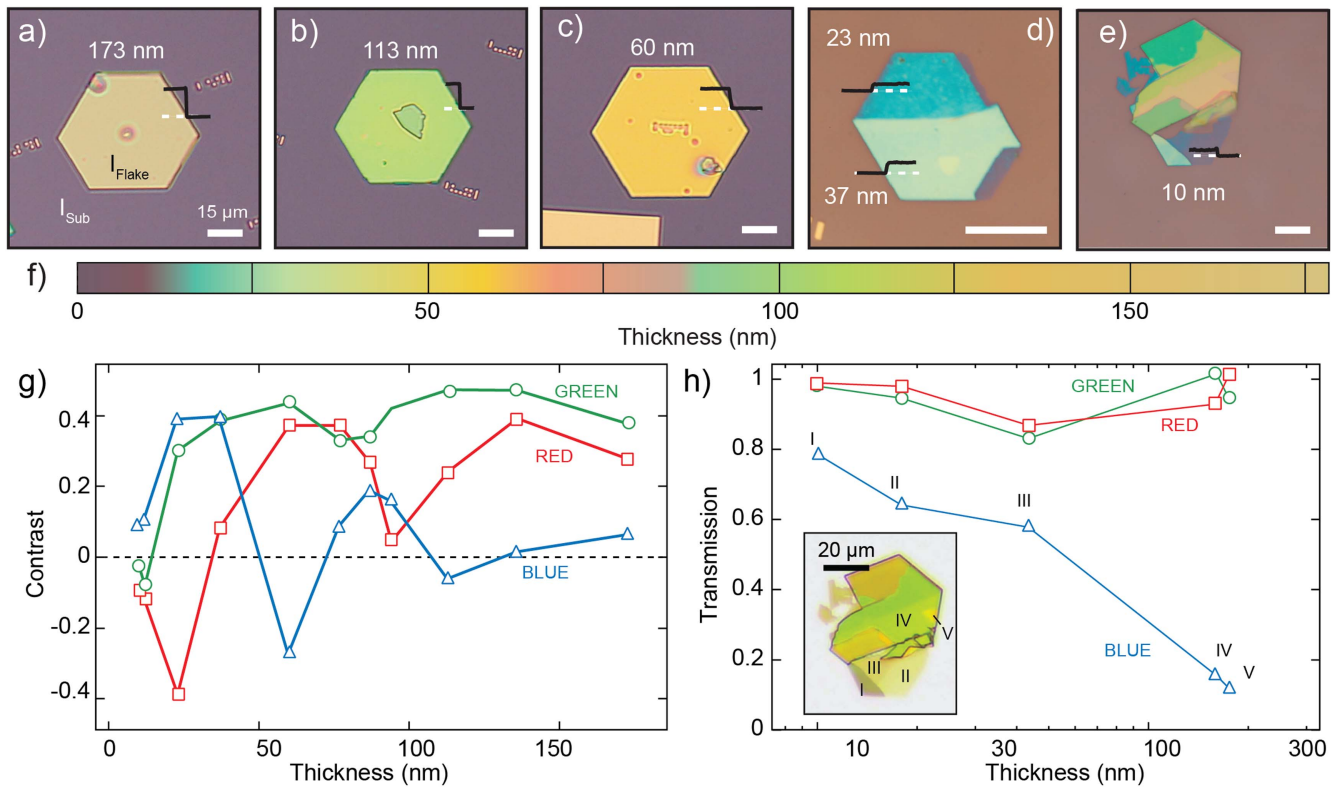 a)
173 nm
I Flake
I Sub
15 µm
b)
113 nm
c)
60 nm
d)
23 nm
37 nm
e)
10 nm
f)
0 50 100 150
Thickness (nm)
g)
GREEN
RED
BLUE
0.4
0.2
0
-0.2
-0.4
Contrast
0 50 100 150
Thickness (nm)
h)
GREEN
RED
BLUE
I
II
III
IV
V
1
0.8
0.6
0.4
0.2
0
Transmission
20 µm
IV
V
III
II
I
10 30 100 300
Thickness (nm)